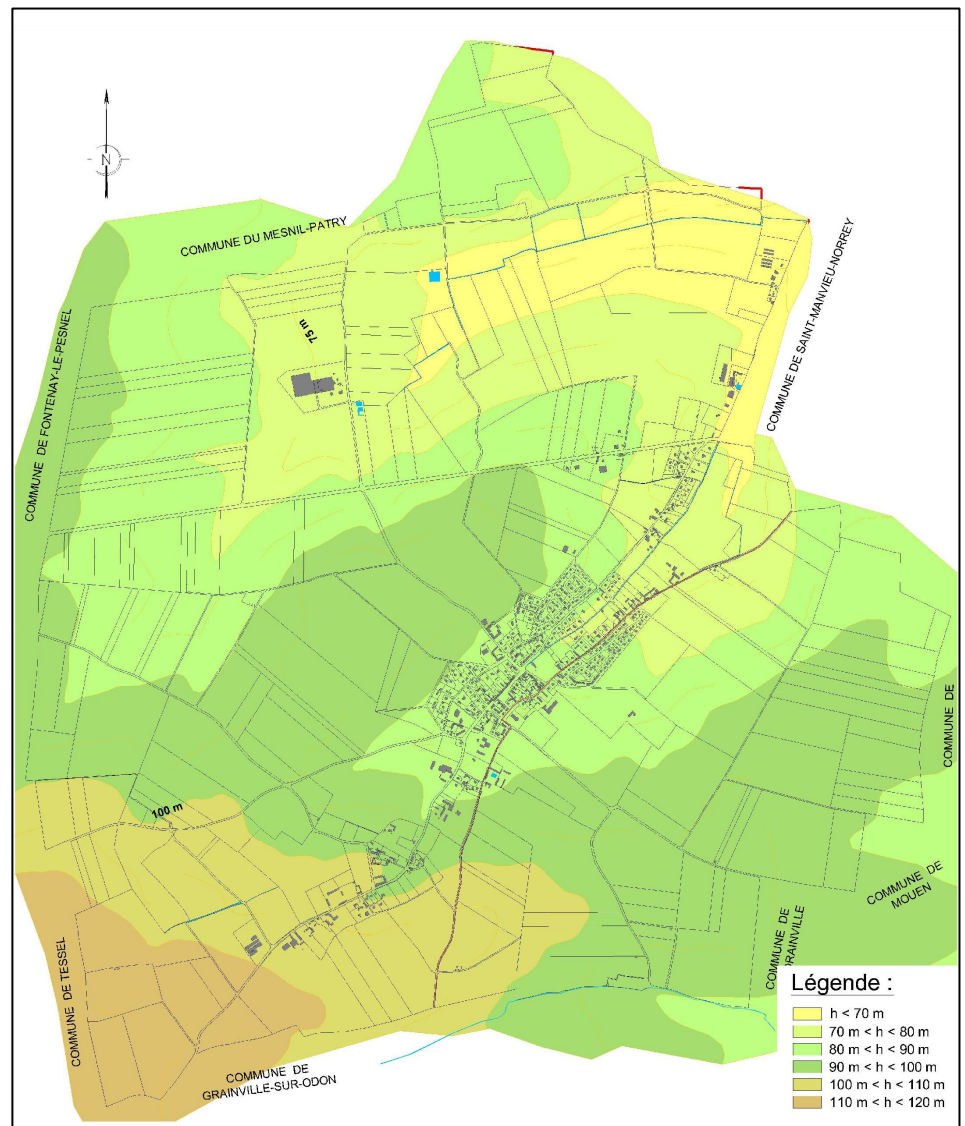 N
COMMUNE DU MESNIL-PATRY
COMMUNE DE SAINT-MANVIEU-NORREY
COMMUNE DE FONTENAY-LE-PESNEL
75 m
100 m
COMMUNE DE
COMMUNE DE
MOUEN
COMMUNE DE
RAINVILLE
COMMUNE DE TESSEL
COMMUNE DE
GRAINVILLE-SUR-ODON
Légende :
h < 70 m
70 m < h < 80 m
80 m < h < 90 m
90 m < h < 100 m
100 m < h < 110 m
110 m < h < 120 m